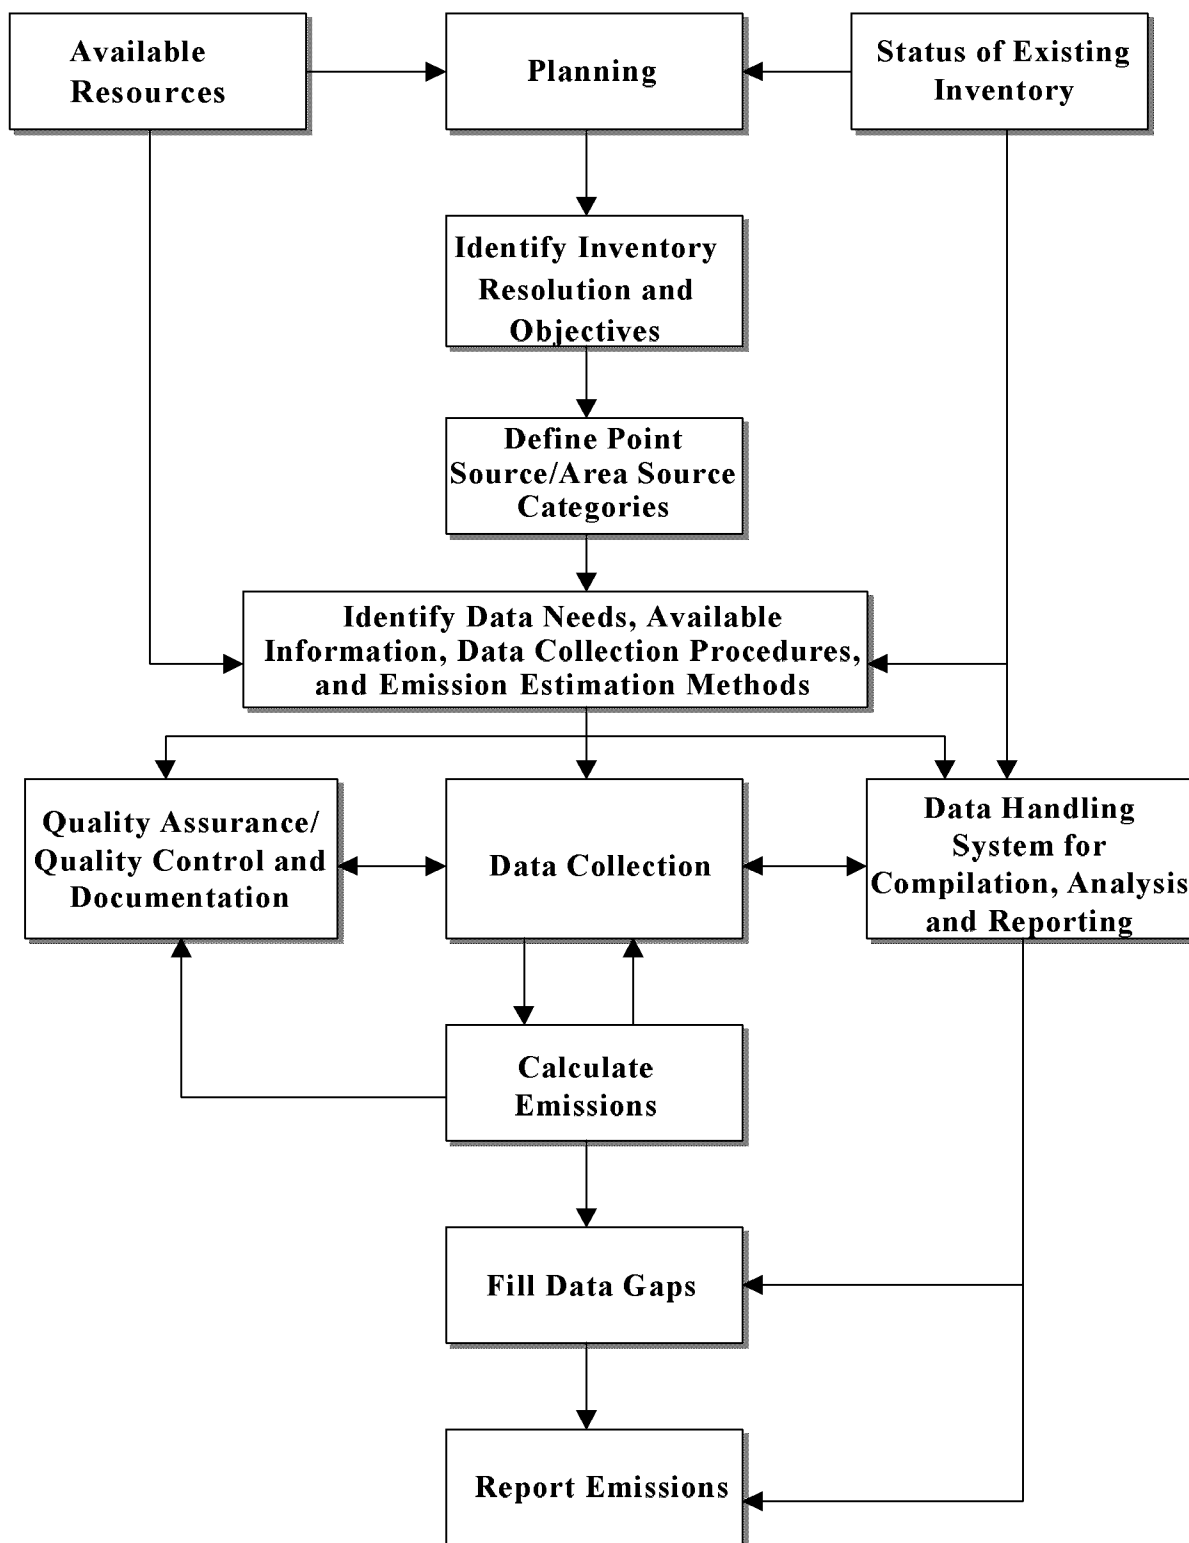 Available
Resources
Planning
Status of Existing
Inventory
Identify Inventory
Resolution and
Objectives
Define Point
Source/Area Source
Categories
Identify Data Needs, Available
Information, Data Collection Procedures,
and Emission Estimation Methods
Quality Assurance/
Quality Control and
Documentation
Data Collection
Data Handling
System for
Compilation, Analysis
and Reporting
Calculate
Emissions
Fill Data Gaps
Report Emissions